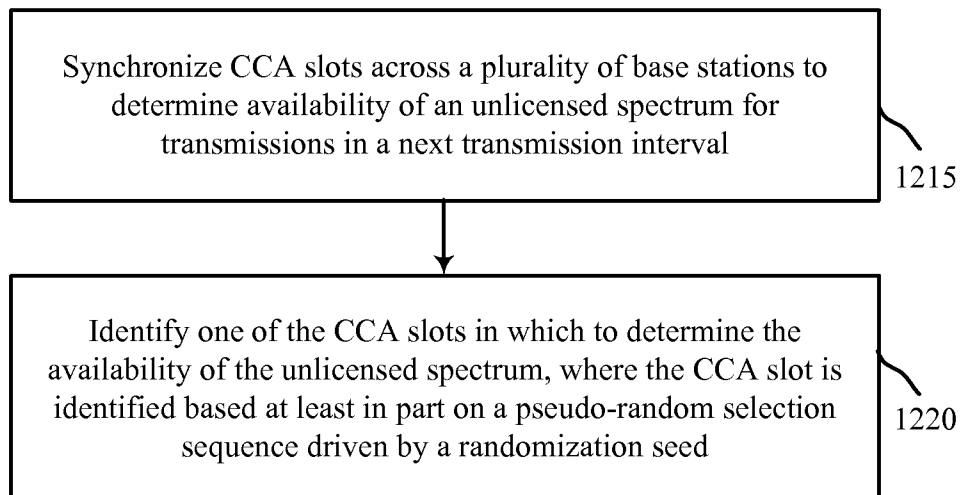 Synchronize CCA slots across a plurality of base stations to
determine availability of an unlicensed spectrum for
transmissions in a next transmission interval
1215
Identify one of the CCA slots in which to determine the
availability of the unlicensed spectrum, where the CCA slot is
identified based at least in part on a pseudo-random selection
sequence driven by a randomization seed
1220